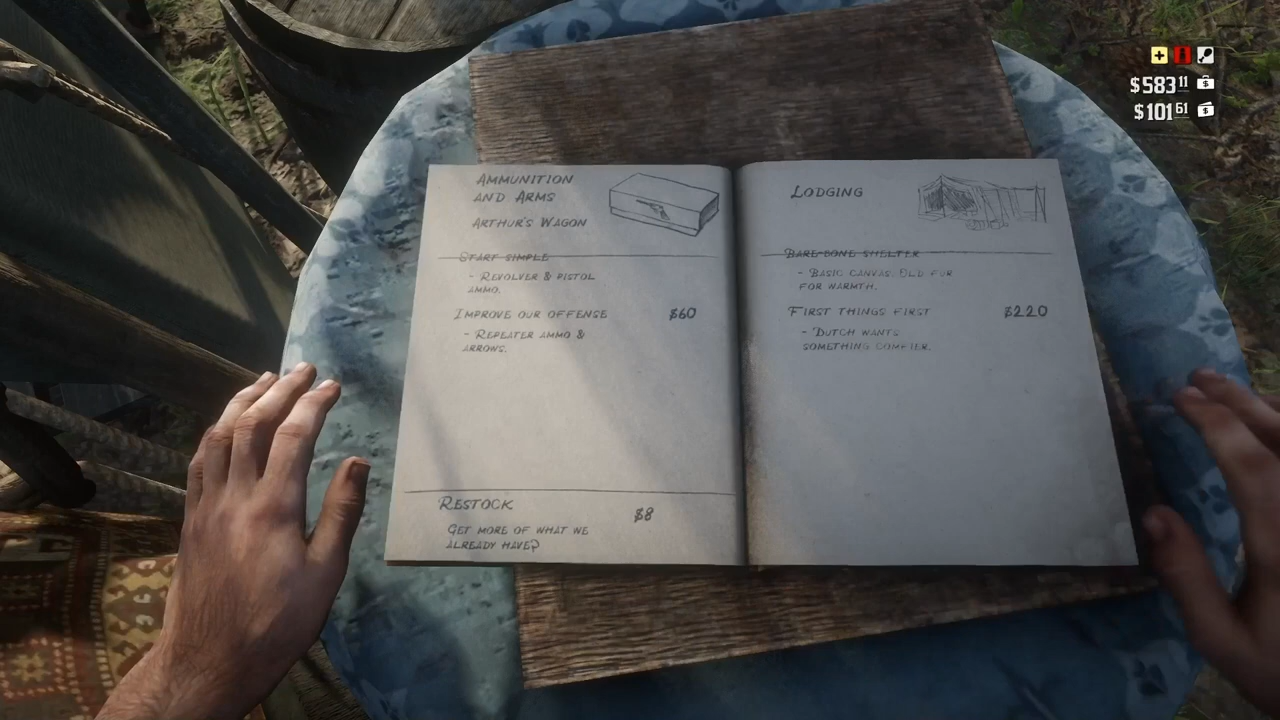 $583 11
$101 61
AMMUNITION
AND ARMS
ARTHUR'S WAGON
START SIMPLE
- REVOLVER & PISTOL
AMMO.
IMPROVE OUR OFFENSE $60
- REPEATER AMMO &
ARROWS.
RESTOCK
$8
GET MORE OF WHAT WE
ALREADY HAVE?
LODGING
BARE-BONE SHELTER
- BASIC CANVAS. OLD FUR
FOR WARMTH.
FIRST THINGS FIRST $220
- DUTCH WANTS
SOMETHING COMFIER.